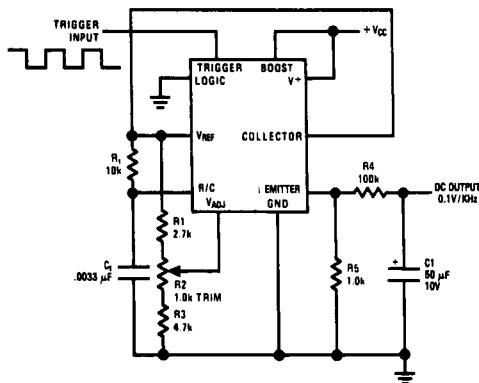 TRIGGER
INPUT
+ VCC
TRIGGER
LOGIC
BOOST
V+
VREF
COLLECTOR
Rt
10k
R/C
VADJ
EMITTER
GND
R4
100k
DC OUTPUT
0.1V/KHz
R1
2.7k
R2
1.0k TRIM
R3
4.7k
Ct
.0033 µF
R5
1.0k
+
C1
50 µF
10V